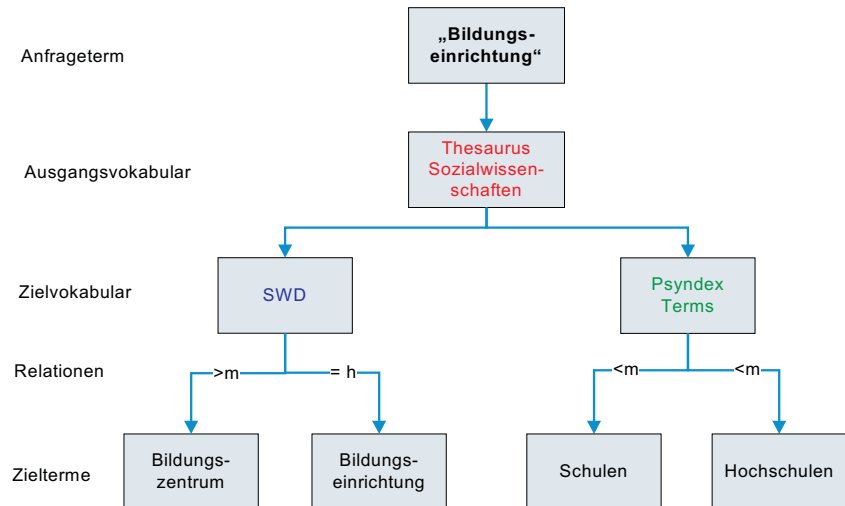 „Bildungs-
einrichtung“
Anfrageterm
Thesaurus
Sozialwissen-
schaften
Ausgangsvokabular
Zielvokabular
SWD
Psyndex
Terms
Relationen
>m
= h
<m
<m
Zielterme
Bildungs-
zentrum
Bildungs-
einrichtung
Schulen
Hochschulen